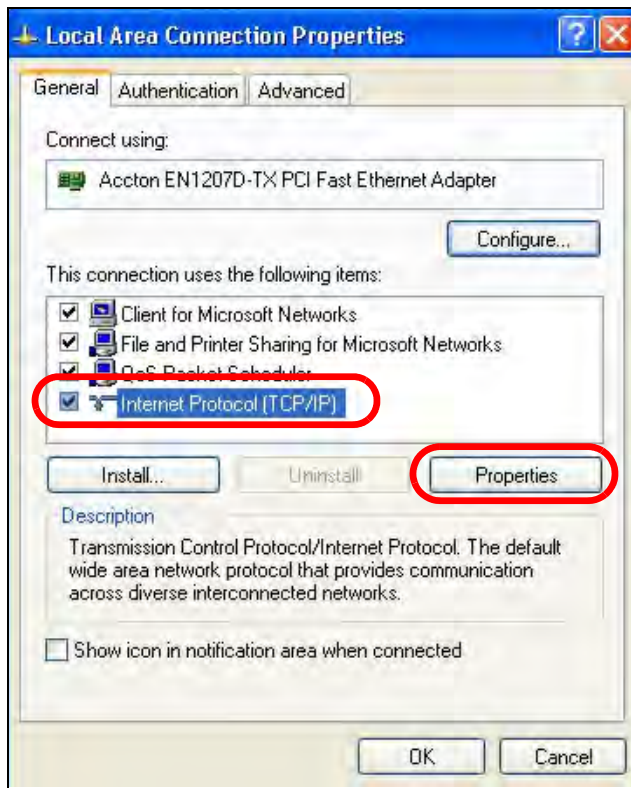 Local Area Connection Properties
General Authentication Advanced
Connect using:
Accton EN1207D-TX PCI Fast Ethernet Adapter
Configure...
This connection uses the following items:
Client for Microsoft Networks
File and Printer Sharing for Microsoft Networks
QoS Packet Scheduler
Internet Protocol (TCP/IP)
Install... Uninstall Properties
Description
Transmission Control Protocol/Internet Protocol. The default
wide area network protocol that provides communication
across diverse interconnected networks.
Show icon in notification area when connected
OK Cancel